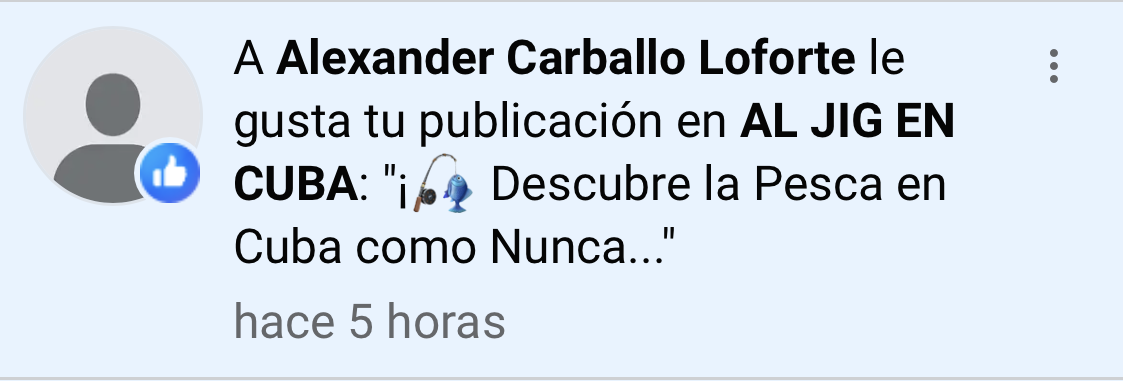 A Alexander Carballo Loforte le
gusta tu publicación en AL JIG EN
CUBA: "¡🎣 Descubre la Pesca en
Cuba como Nunca..."
hace 5 horas